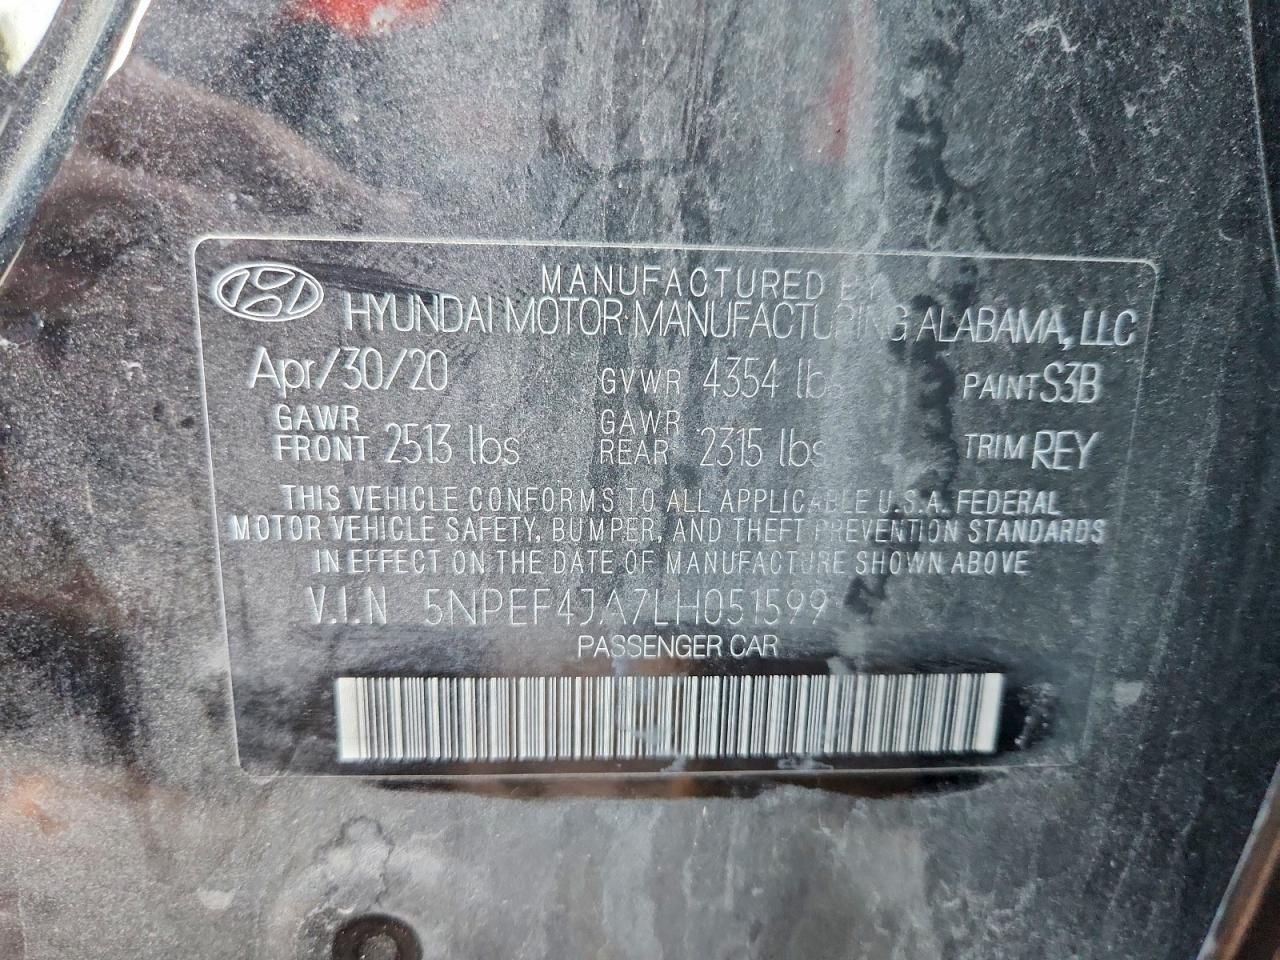 MANUFACTURED BY
HYUNDAI MOTOR MANUFACTURING ALABAMA, LLC
Apr/30/20 GVWR 4354 lbs PAINT S3B
GAWR FRONT 2513 lbs GAWR REAR 2315 lbs TRIM REY
THIS VEHICLE CONFORMS TO ALL APPLICABLE U.S.A. FEDERAL
MOTOR VEHICLE SAFETY, BUMPER, AND THEFT PREVENTION STANDARDS
IN EFFECT ON THE DATE OF MANUFACTURE SHOWN ABOVE
V.I.N 5NPEF4JA7LH051599
PASSENGER CAR